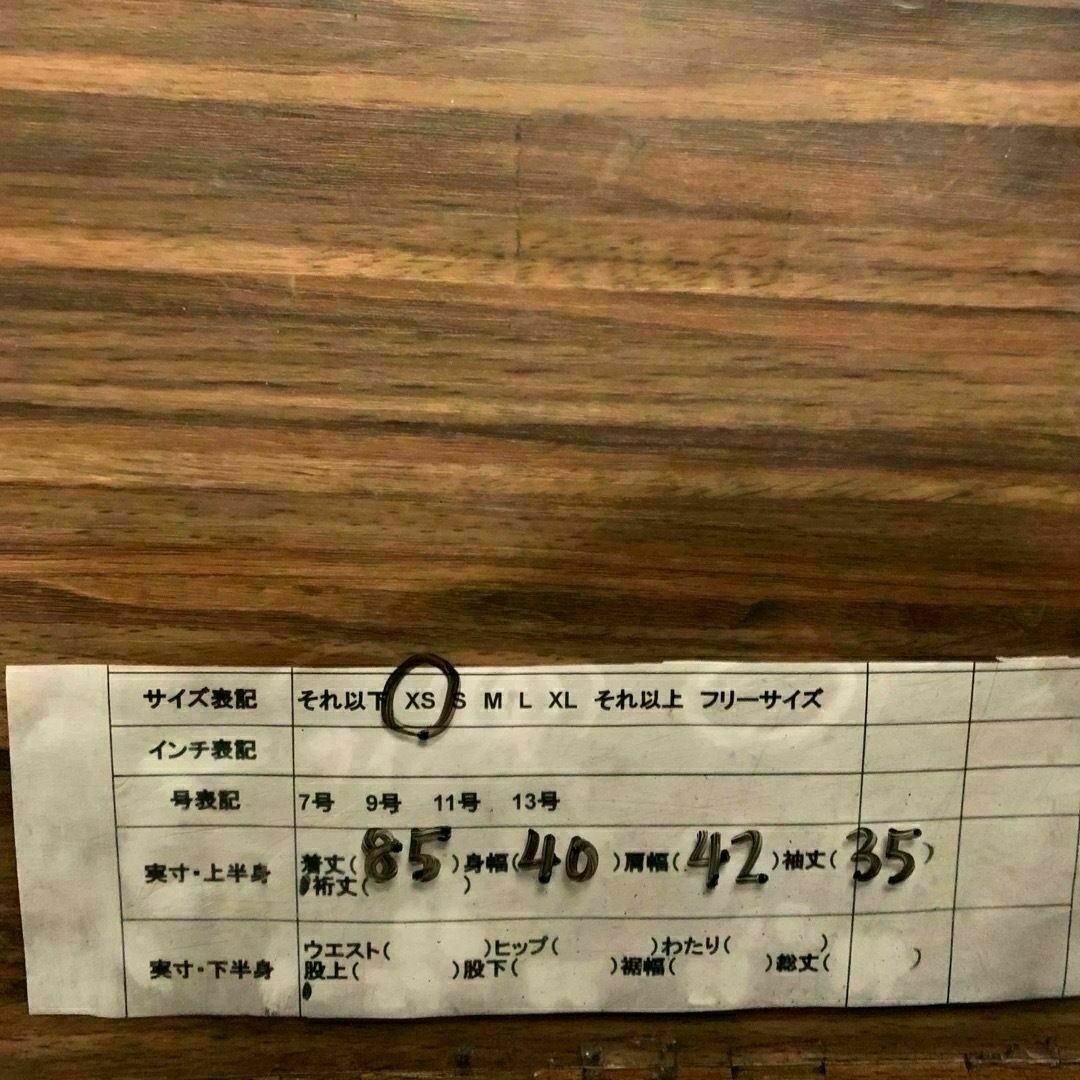 サイズ表記 それ以下 XS S M L XL それ以上 フリーサイズ
インチ表記
号表記 7号 9号 11号 13号
実寸・上半身 着丈(85)身幅(40)肩幅(42)袖丈(35)
裄丈( )
実寸・下半身 ウエスト( )ヒップ( )わたり( )
股上( )股下( )裾幅( )総丈( )